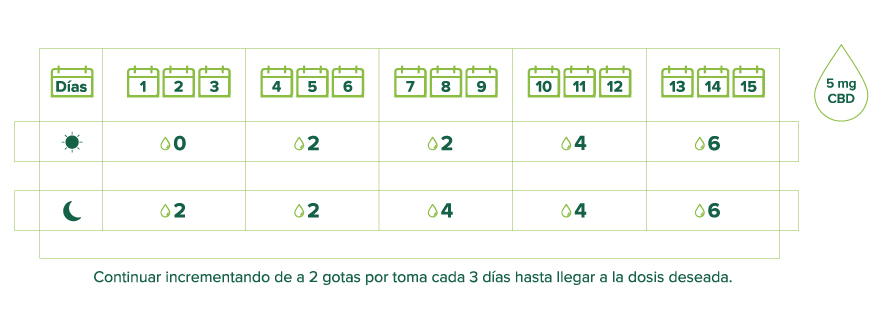 Días 1 2 3 4 5 6 7 8 9 10 11 12 13 14 15
5 mg
CBD
0 2 2 4 6
2 2 4 4 6
Continuar incrementando de a 2 gotas por toma cada 3 días hasta llegar a la dosis deseada.